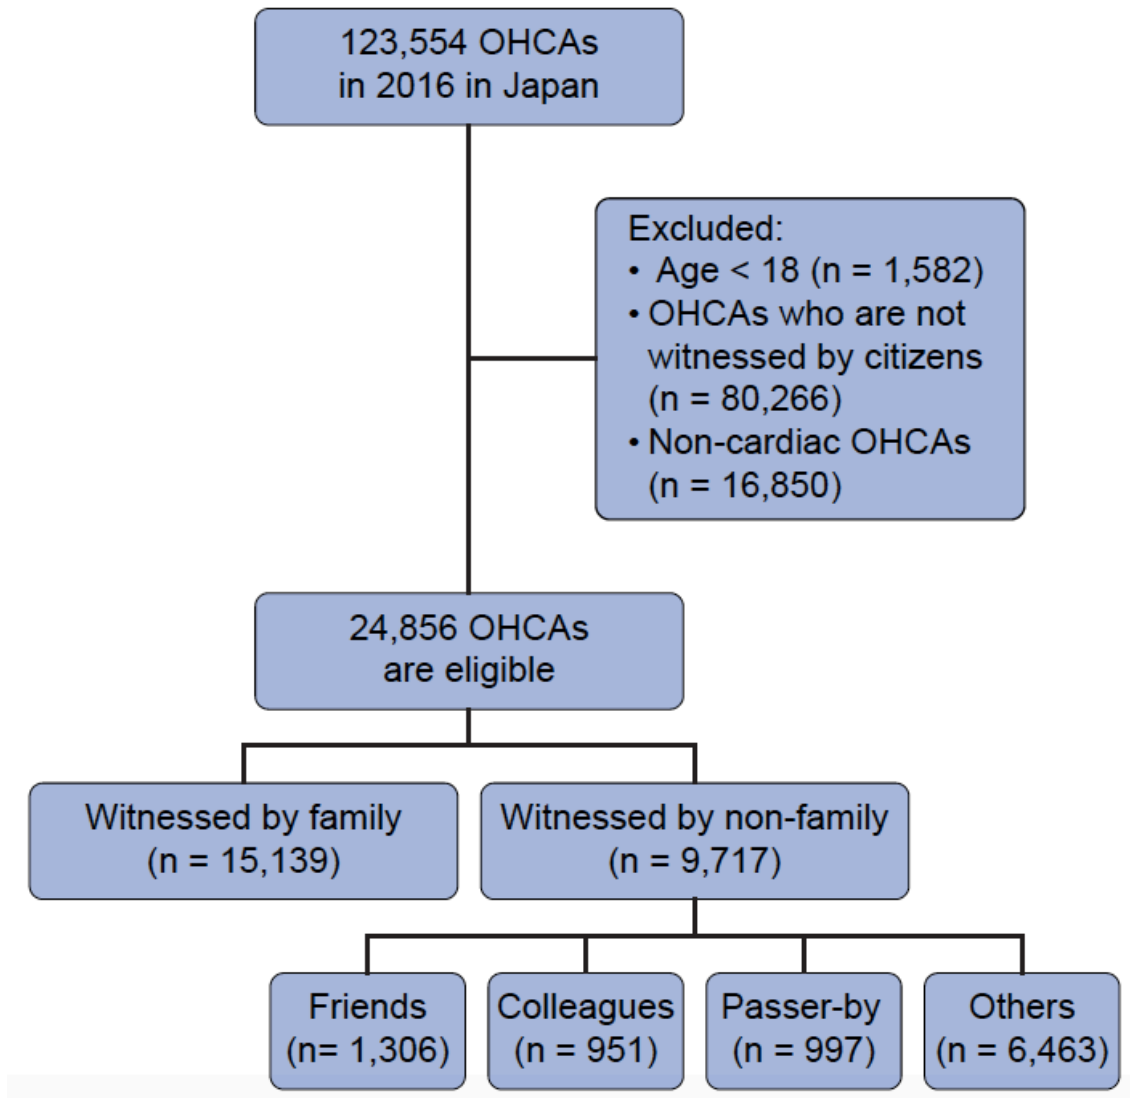 123,554 OHCAs
in 2016 in Japan
Excluded:
• Age < 18 (n = 1,582)
• OHCAs who are not
witnessed by citizens
(n = 80,266)
• Non-cardiac OHCAs
(n = 16,850)
24,856 OHCAs
are eligible
Witnessed by family
(n = 15,139)
Witnessed by non-family
(n = 9,717)
Friends
(n= 1,306)
Colleagues
(n = 951)
Passer-by
(n = 997)
Others
(n = 6,463)